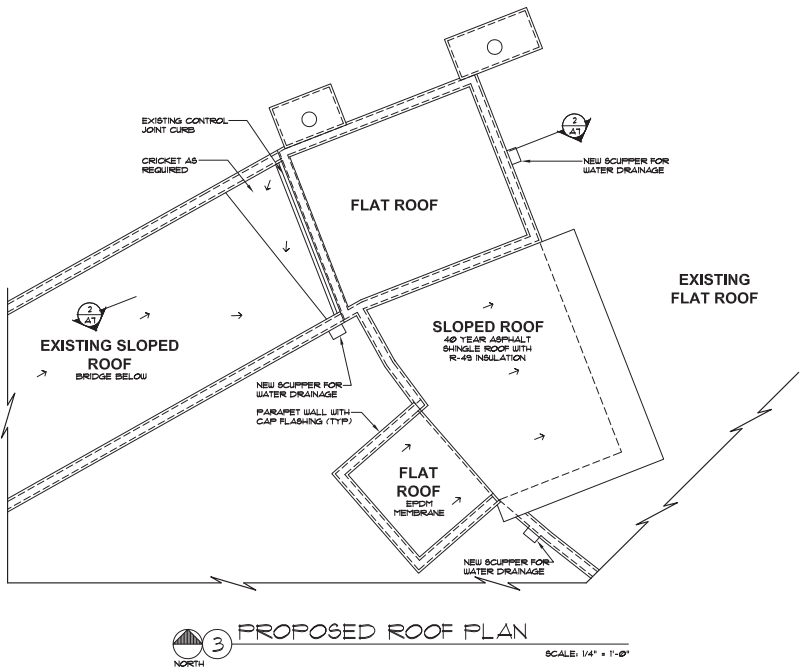 EXISTING CONTROL
JOINT CURB
CRICKET AS
REQUIRED
2
A7
NEW SCUPPER FOR
WATER DRAINAGE
FLAT ROOF
EXISTING
FLAT ROOF
2
A7
EXISTING SLOPED
ROOF
BRIDGE BELOW
SLOPED ROOF
40 YEAR ASPHALT
SHINGLE ROOF WITH
R-49 INSULATION
NEW SCUPPER FOR
WATER DRAINAGE
PARAPET WALL WITH
CAP FLASHING (TYP)
FLAT
ROOF
EPDM
MEMBRANE
NEW SCUPPER FOR
WATER DRAINAGE
3
PROPOSED ROOF PLAN
NORTH
SCALE: 1/4" = 1'-0"